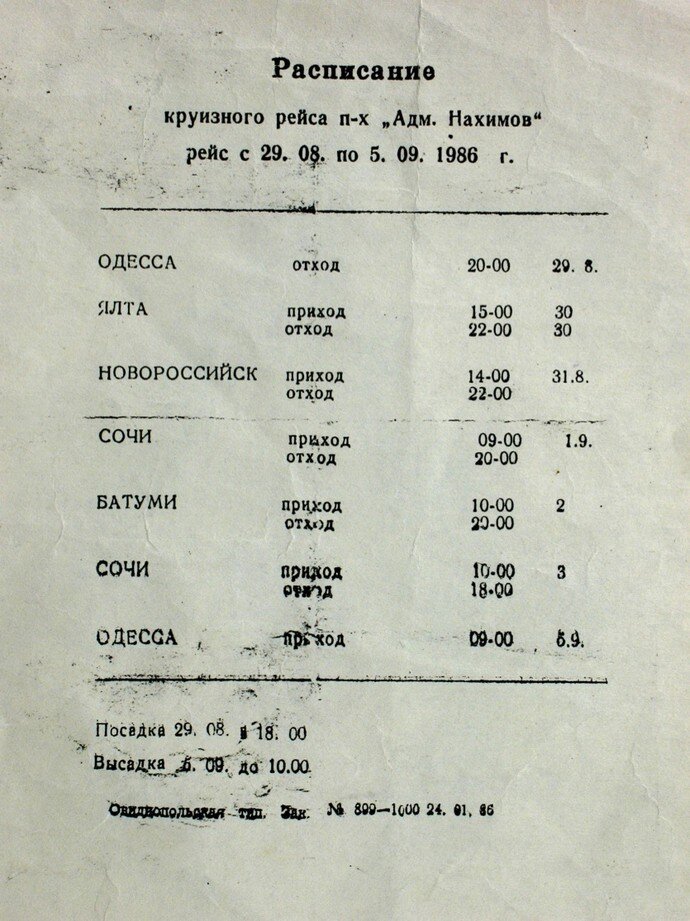 Расписание
круизного рейса п-х „Адм. Нахимов“
рейс с 29. 08. по 5. 09. 1986 г.
ОДЕССА отход 20-00 29. 8.
ЯЛТА приход 15-00 30
отход 22-00 30
НОВОРОССИЙСК приход 14-00 31.8.
отход 22-00
СОЧИ приход 09-00 1.9.
отход 20-00
БАТУМИ приход 10-00 2
отход 20-00
СОЧИ приход 10-00 3
отход 18-00
ОДЕССА приход 09-00 5.9.
Посадка 29. 08. в 18. 00
Высадка 5. 09. до 10.00
Овидиопольская тип. Зак. № 899—1000 24. 01. 86